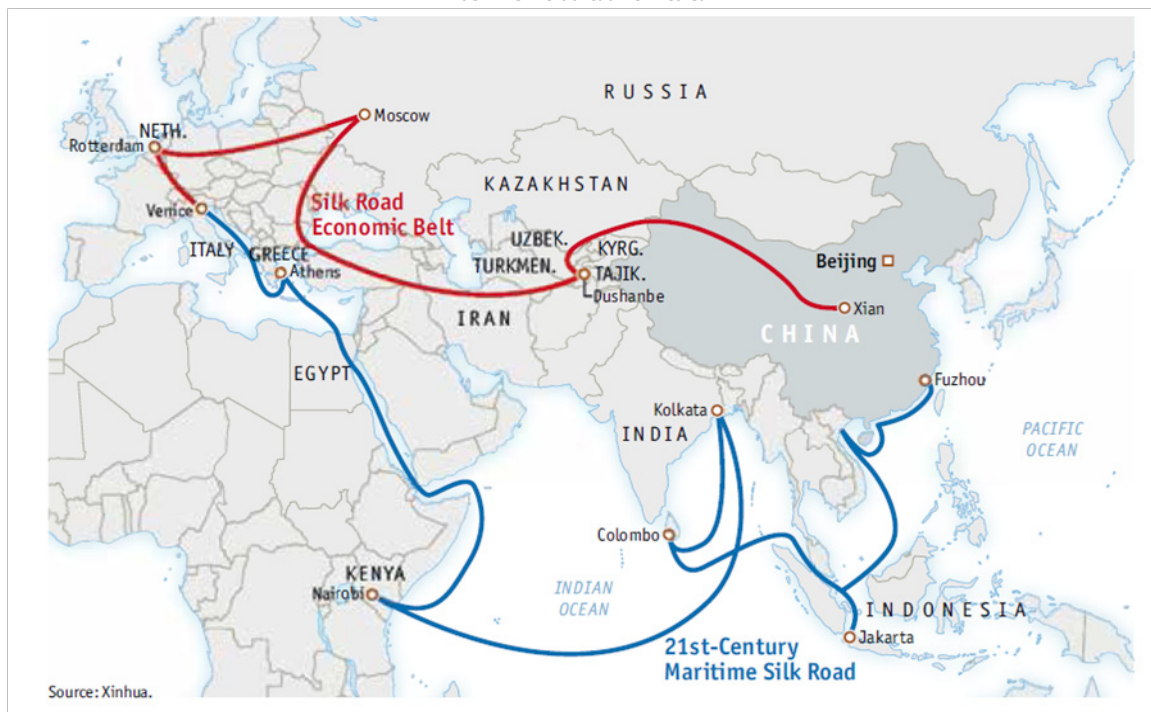 RUSSIA
Moscow
NETH.
Rotterdam
KAZAKHSTAN
Silk Road
Economic Belt
Venice
UZBEK.
KYRG.
ITALY
GREECE
Athens
TURKMEN.
TAJIK.
Dushanbe
Beijing
Xian
IRAN
CHINA
EGYPT
Fuzhou
Kolkata
INDIA
PACIFIC
OCEAN
Colombo
KENYA
Nairobi
INDIAN
OCEAN
INDONESIA
Jakarta
21st-Century
Maritime Silk Road
Source: Xinhua.